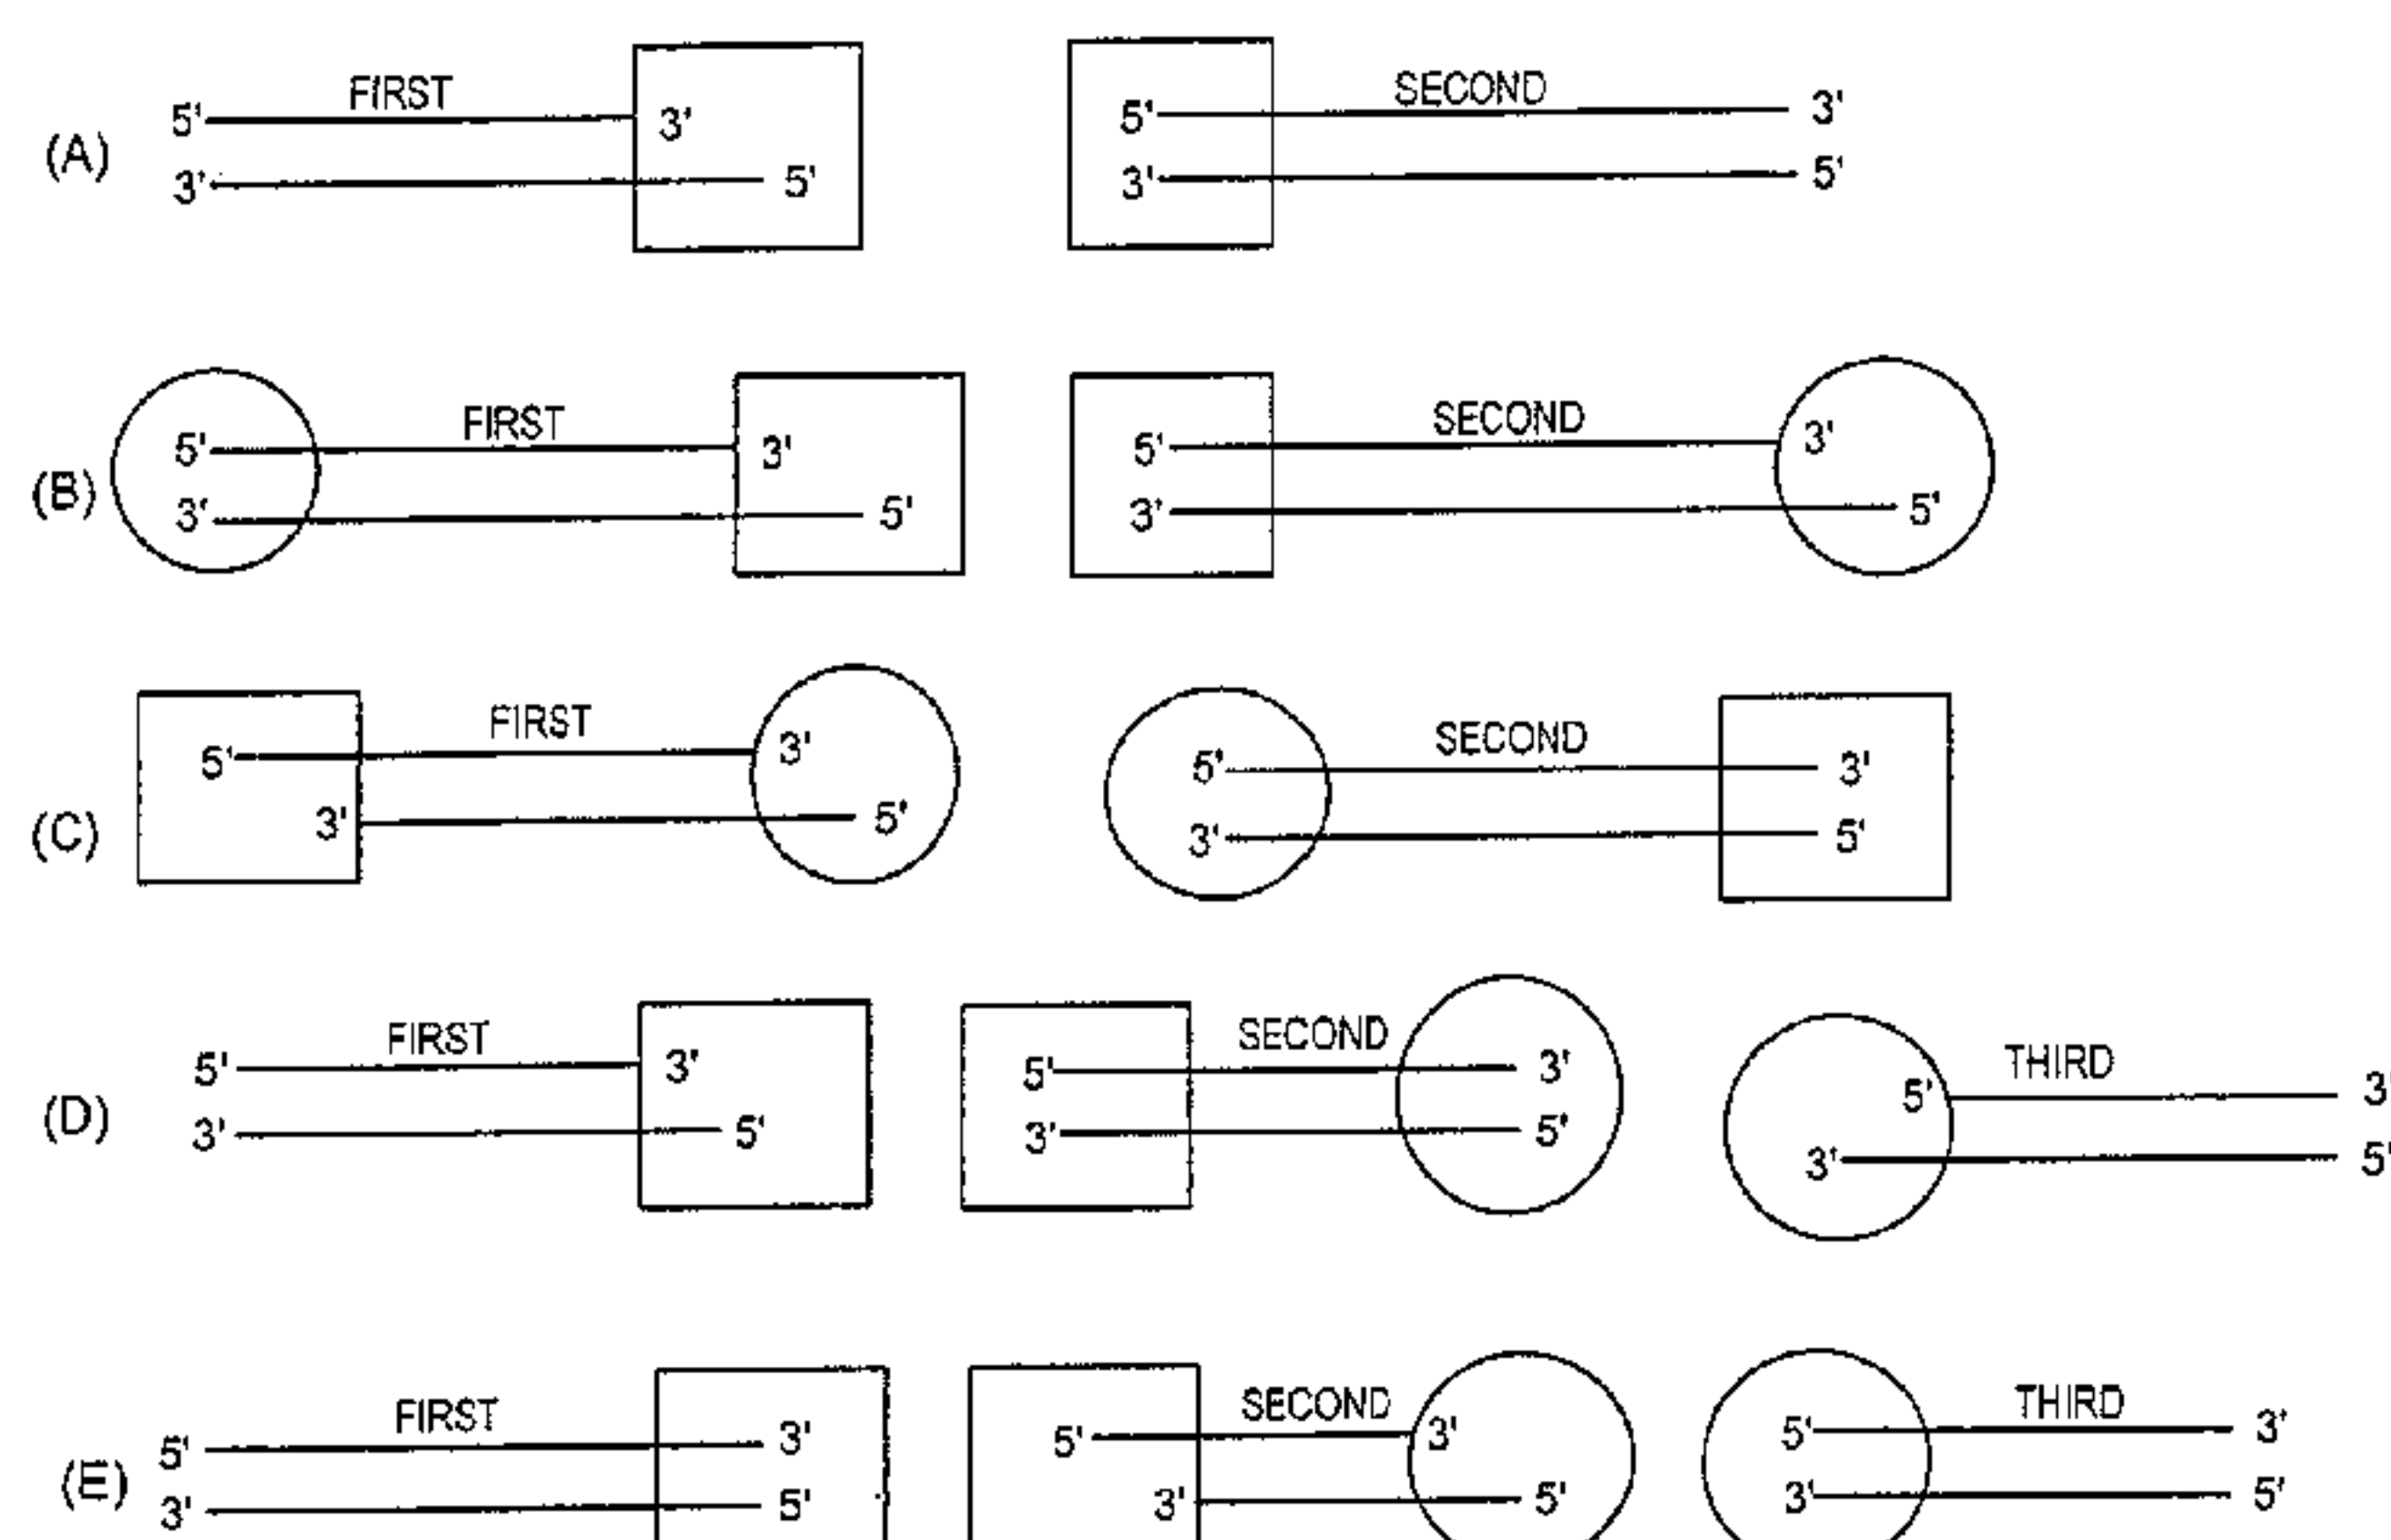 FIRST SECOND
(A) 5' 3' 5' 3'
3' 5' 3' 5'
FIRST SECOND
(B) 5' 3' 5' 3'
3' 5' 3' 5'
FIRST SECOND
(C) 5' 3' 5' 3'
3' 5' 3' 5'
FIRST SECOND THIRD
(D) 5' 3' 5' 3' 5' 3'
3' 5' 3' 5' 3' 5'
FIRST SECOND THIRD
(E) 5' 3' 5' 3' 5' 3'
3' 5' 3' 5' 3' 5'